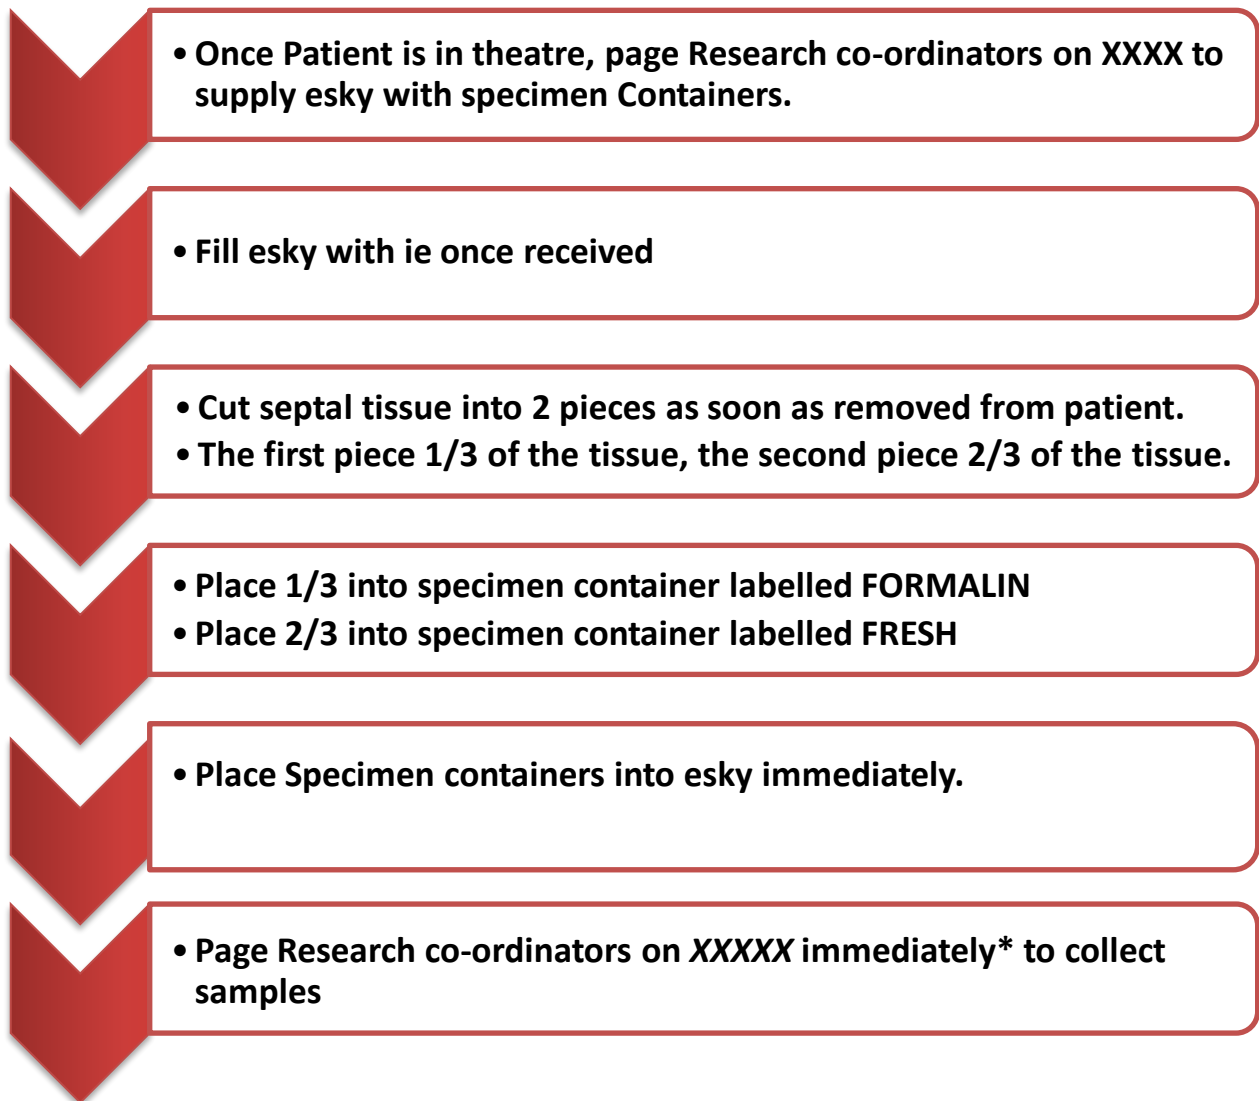 • Once Patient is in theatre, page Research co-ordinators on XXXX to
supply esky with specimen Containers.
• Fill esky with ie once received
• Cut septal tissue into 2 pieces as soon as removed from patient.
• The first piece 1/3 of the tissue, the second piece 2/3 of the tissue.
• Place 1/3 into specimen container labelled FORMALIN
• Place 2/3 into specimen container labelled FRESH
• Place Specimen containers into esky immediately.
• Page Research co-ordinators on XXXXX immediately* to collect
samples